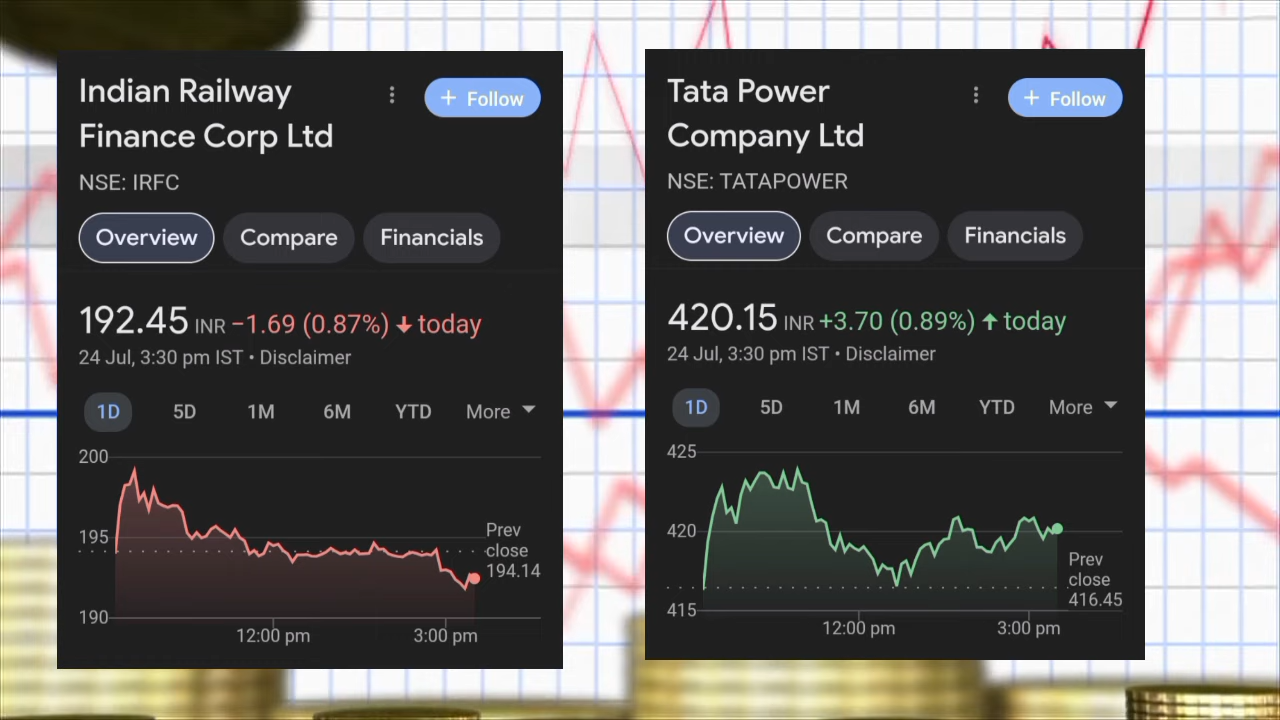 Indian Railway
Finance Corp Ltd
+ Follow
NSE: IRFC
Overview
Compare
Financials
192.45 INR −1.69 (0.87%) ↓ today
24 Jul, 3:30 pm IST • Disclaimer
1D 5D 1M 6M YTD More
200
195
190
Prev
close
194.14
12:00 pm
3:00 pm
Tata Power
Company Ltd
+ Follow
NSE: TATAPOWER
Overview
Compare
Financials
420.15 INR +3.70 (0.89%) ↑ today
24 Jul, 3:30 pm IST • Disclaimer
1D 5D 1M 6M YTD More
425
420
415
Prev
close
416.45
12:00 pm
3:00 pm